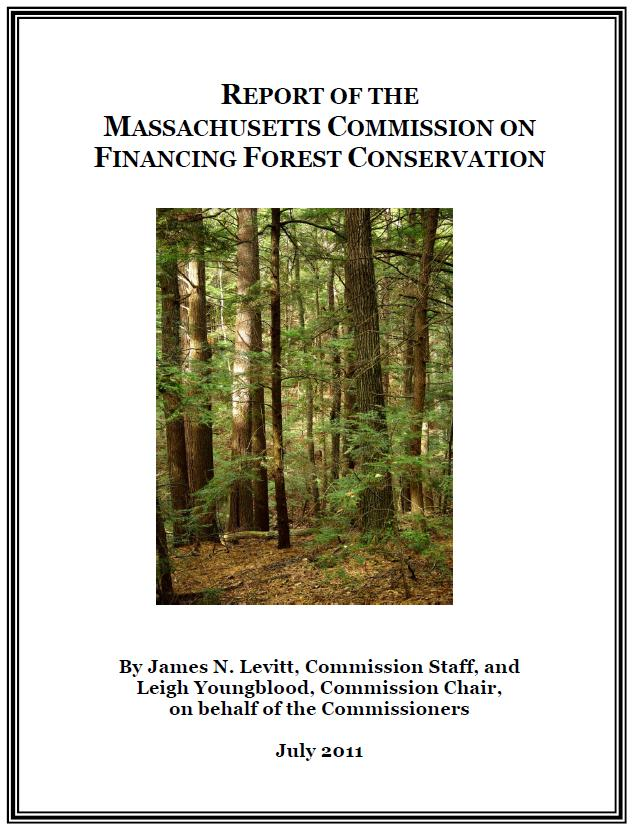 REPORT OF THE
MASSACHUSETTS COMMISSION ON
FINANCING FOREST CONSERVATION
By James N. Levitt, Commission Staff, and
Leigh Youngblood, Commission Chair,
on behalf of the Commissioners
July 2011